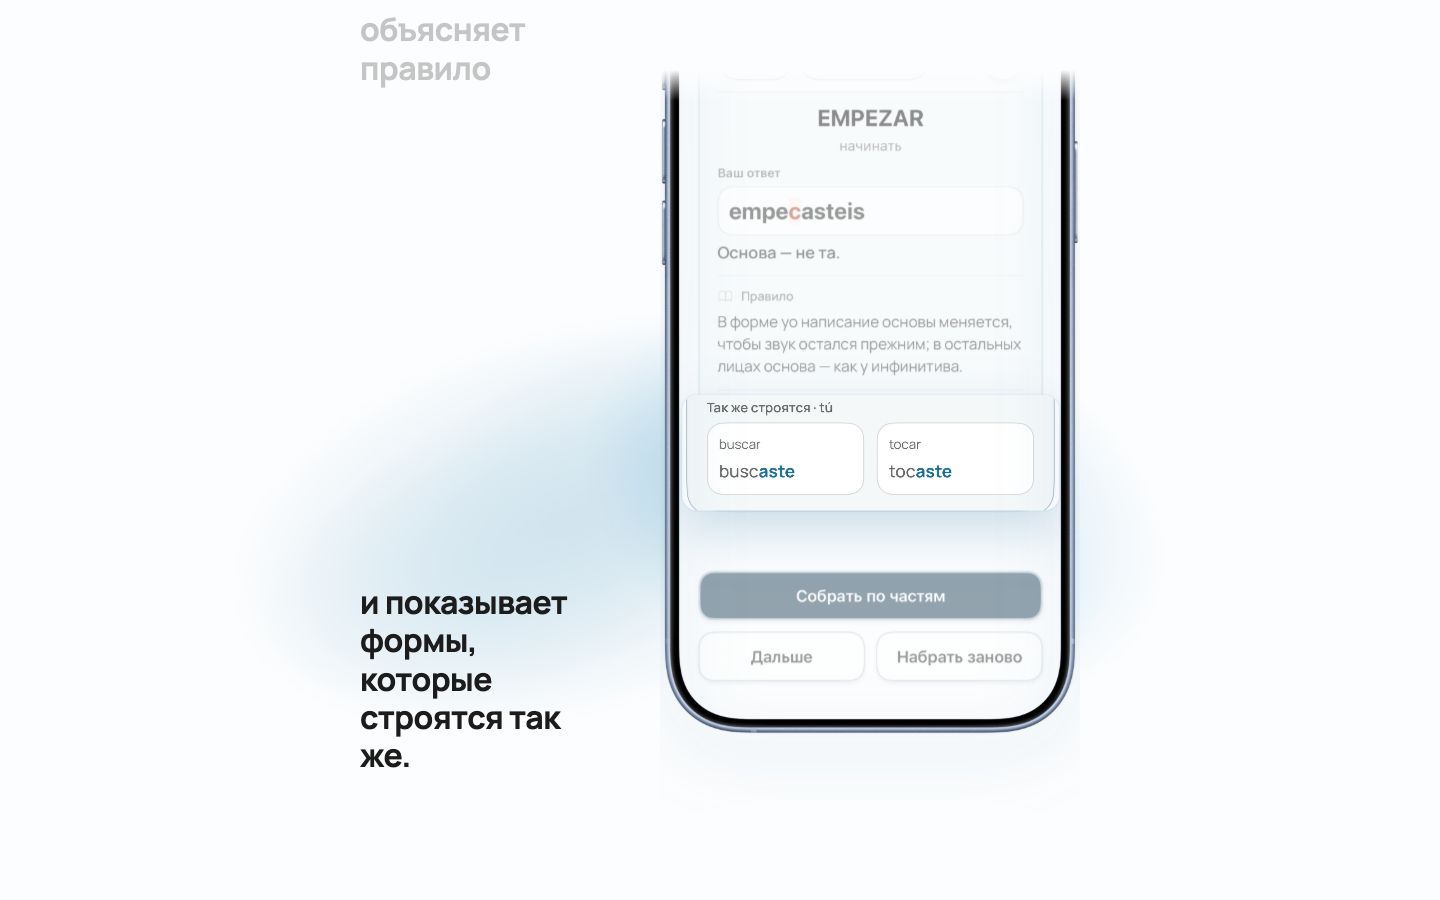 объясняет
правило
EMPEZAR
начинать
Ваш ответ
empecasteis
Основа — не та.
Правило
В форме yo написание основы меняется,
чтобы звук остался прежним; в остальных
лицах основа — как у инфинитива.
Так же строятся · tú
buscar
buscaste
tocar
tocaste
и показывает
формы,
которые
строятся так
же.
Собрать по частям
Дальше
Набрать заново